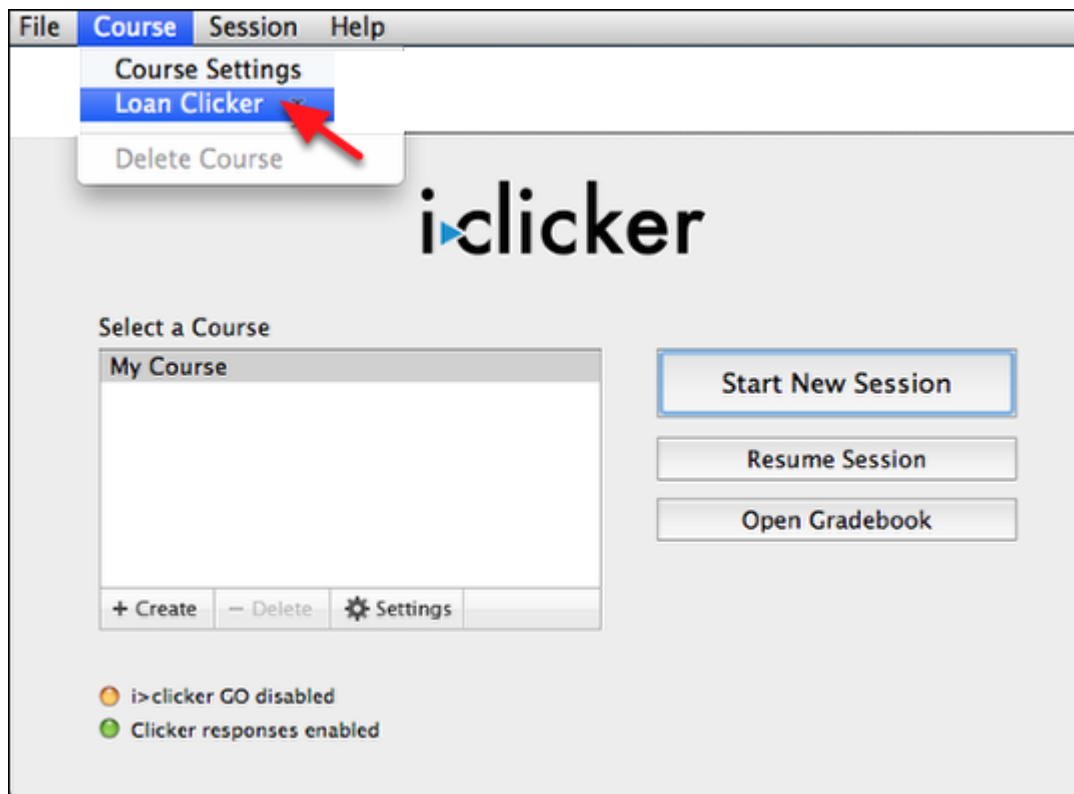 File Course Session Help
Course Settings
Loan Clicker
Delete Course
i▸clicker
Select a Course
My Course
Start New Session
Resume Session
Open Gradebook
+ Create − Delete Settings
i>clicker GO disabled
Clicker responses enabled